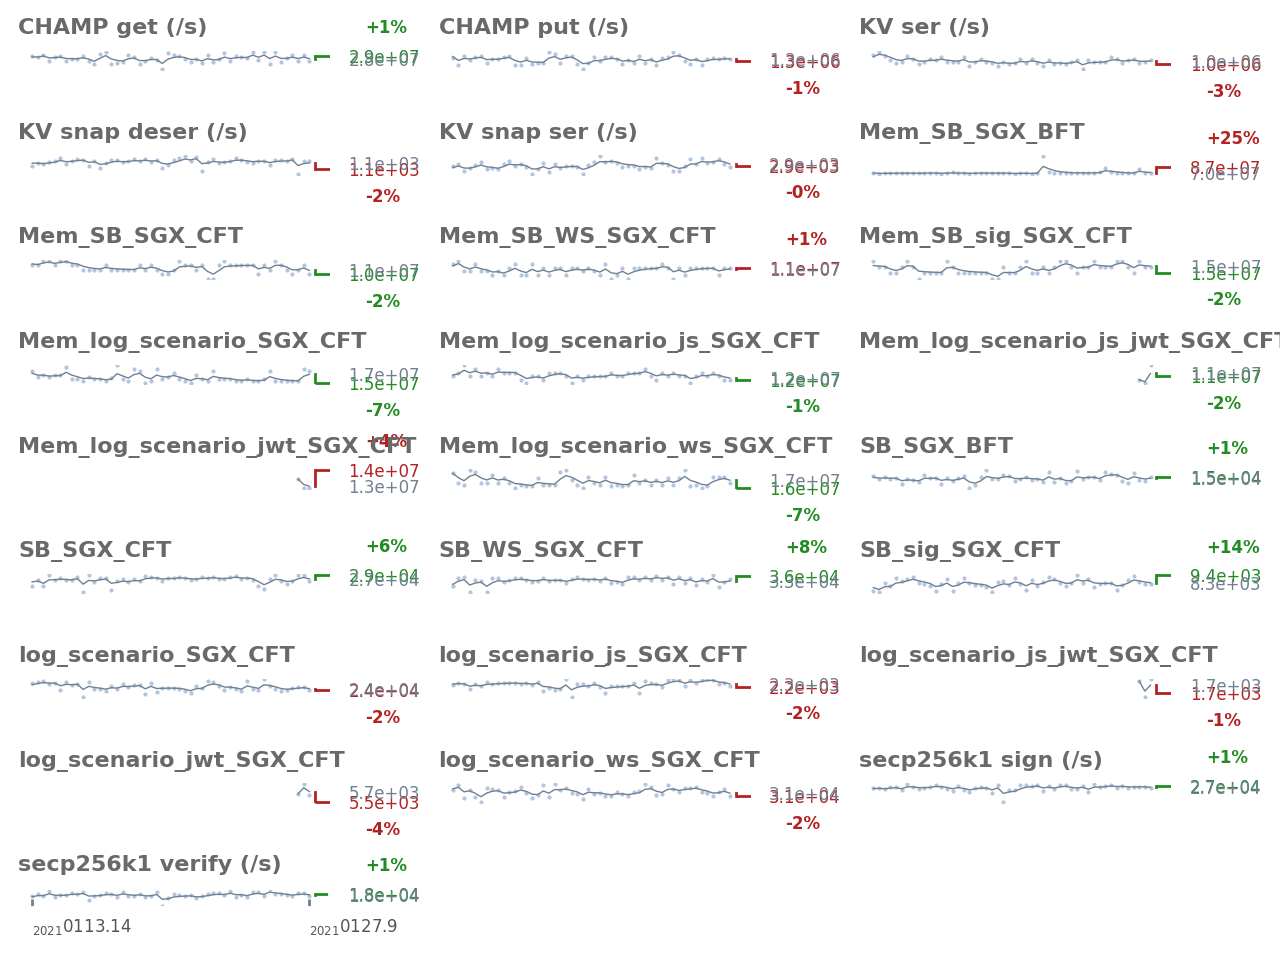 CHAMP get (/s)
+1%
2.9e+07
CHAMP put (/s)
1.3e+06
1.3e+06
-1%
KV ser (/s)
1.0e+06
1.0e+06
-3%
KV snap deser (/s)
1.1e+03
1.1e+03
-2%
KV snap ser (/s)
2.9e+03
2.9e+03
-0%
Mem_SB_SGX_BFT
+25%
8.7e+07
7.0e+07
Mem_SB_SGX_CFT
1.1e+07
1.0e+07
-2%
Mem_SB_WS_SGX_CFT
+1%
1.1e+07
1.1e+07
Mem_SB_sig_SGX_CFT
1.5e+07
1.5e+07
-2%
Mem_log_scenario_SGX_CFT
1.7e+07
1.5e+07
-7%
Mem_log_scenario_js_SGX_CFT
1.2e+07
1.2e+07
-1%
Mem_log_scenario_js_jwt_SGX_CFT
1.1e+07
1.1e+07
-2%
Mem_log_scenario_jwt_SGX_CFT
+4%
1.4e+07
1.3e+07
Mem_log_scenario_ws_SGX_CFT
1.7e+07
1.6e+07
-7%
SB_SGX_BFT
+1%
1.5e+04
SB_SGX_CFT
+6%
2.9e+04
2.7e+04
SB_WS_SGX_CFT
+8%
3.6e+04
3.3e+04
SB_sig_SGX_CFT
+14%
9.4e+03
8.3e+03
log_scenario_SGX_CFT
2.4e+04
2.4e+04
-2%
log_scenario_js_SGX_CFT
2.2e+03
-2%
log_scenario_js_jwt_SGX_CFT
1.7e+03
1.7e+03
-1%
log_scenario_jwt_SGX_CFT
5.7e+03
5.5e+03
-4%
log_scenario_ws_SGX_CFT
3.1e+04
3.1e+04
-2%
secp256k1 sign (/s)
+1%
2.7e+04
secp256k1 verify (/s)
+1%
1.8e+04
2021 0113.14
2021 0127.9